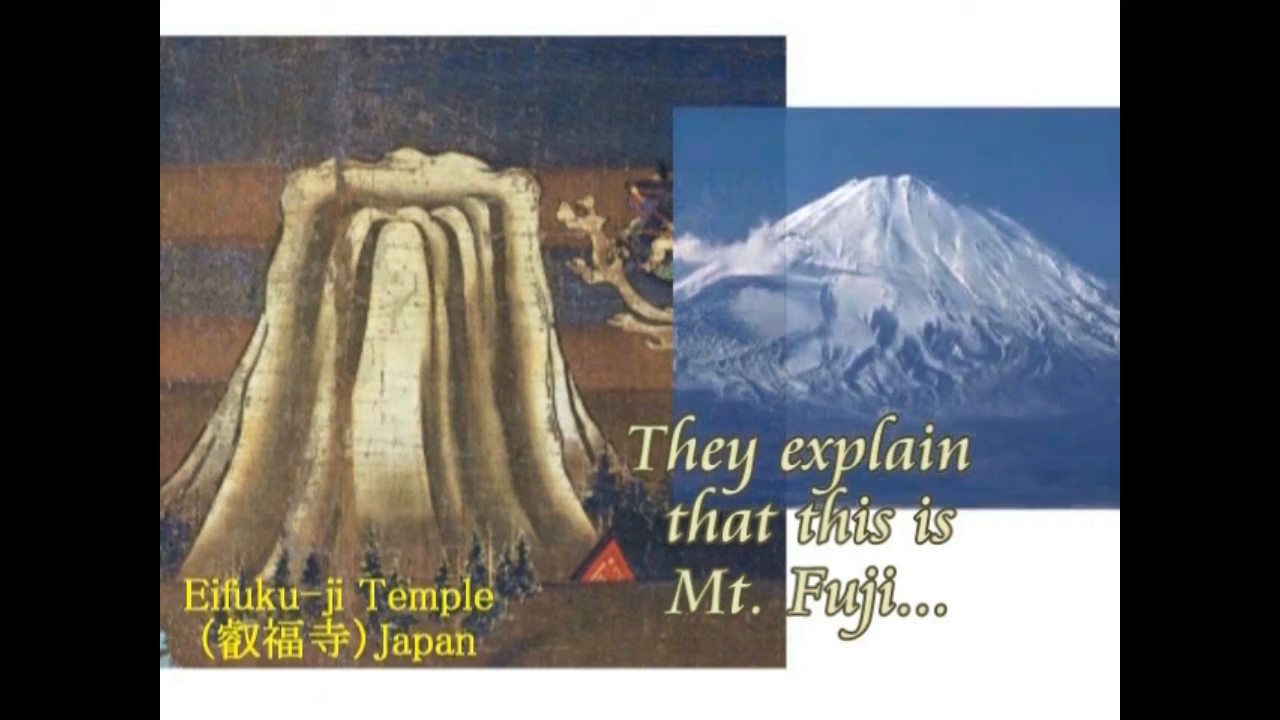 They explain
that this is
Mt. Fuji...
Eifuku-ji Temple
(叡福寺)Japan